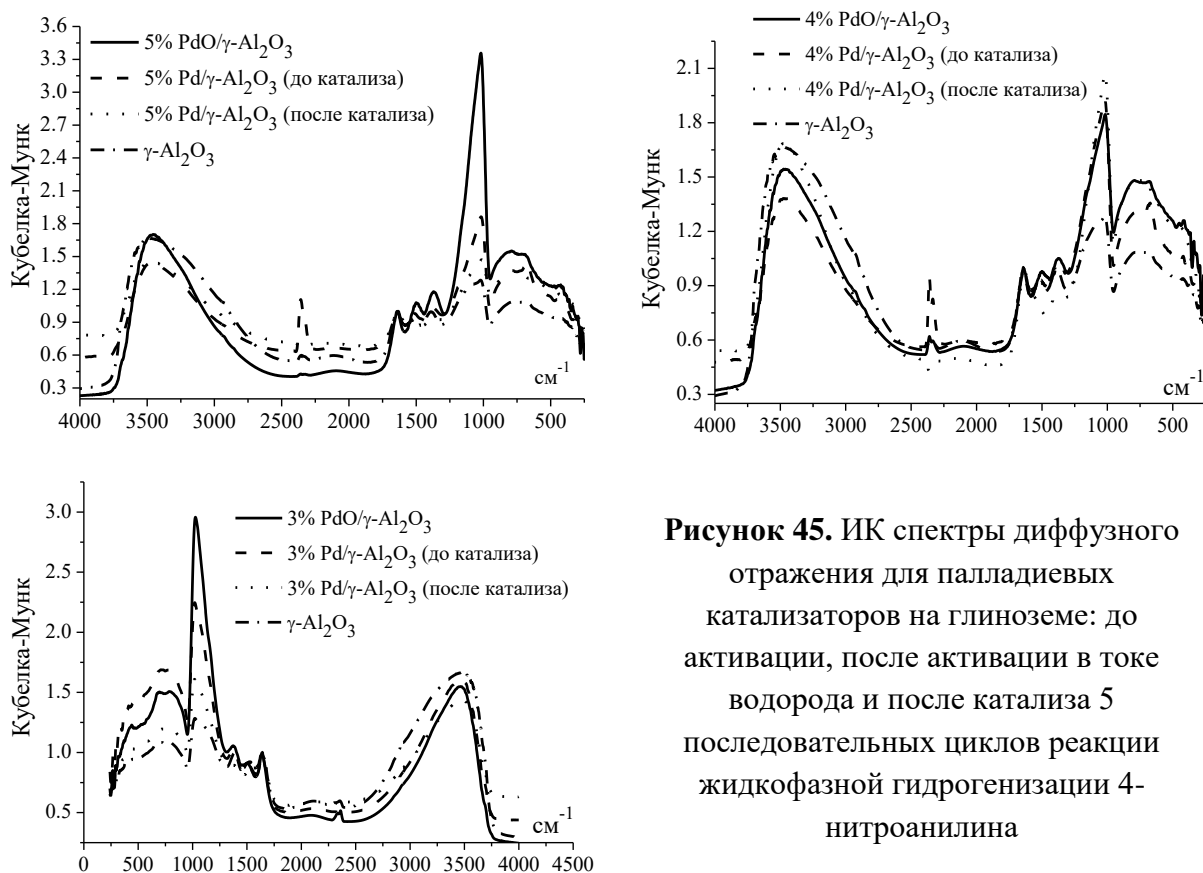 3.6
3.3
3.0
2.7
2.4
2.1
1.8
1.5
1.2
0.9
0.6
0.3
Кубелка-Мунк
5% PdO/γ-Al₂O₃
5% Pd/γ-Al₂O₃ (до катализа)
5% Pd/γ-Al₂O₃ (после катализа)
γ-Al₂O₃
см⁻¹
4000 3500 3000 2500 2000 1500 1000 500
2.1
1.8
1.5
1.2
0.9
0.6
0.3
Кубелка-Мунк
4% PdO/γ-Al₂O₃
4% Pd/γ-Al₂O₃ (до катализа)
4% Pd/γ-Al₂O₃ (после катализа)
γ-Al₂O₃
см⁻¹
4000 3500 3000 2500 2000 1500 1000 500
3.0
2.5
2.0
1.5
1.0
0.5
Кубелка-Мунк
3% PdO/γ-Al₂O₃
3% Pd/γ-Al₂O₃ (до катализа)
3% Pd/γ-Al₂O₃ (после катализа)
γ-Al₂O₃
см⁻¹
0 500 1000 1500 2000 2500 3000 3500 4000 4500
Рисунок 45. ИК спектры диффузного
отражения для палладиевых
катализаторов на глиноземе: до
активации, после активации в токе
водорода и после катализа 5
последовательных циклов реакции
жидкофазной гидрогенизации 4-
нитроанилина